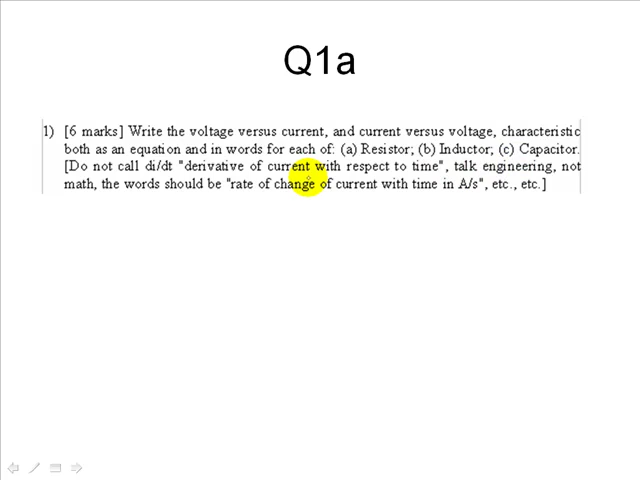 Q1a
1) [6 marks] Write the voltage versus current, and current versus voltage, characteristic
both as an equation and in words for each of: (a) Resistor; (b) Inductor; (c) Capacitor.
[Do not call di/dt "derivative of current with respect to time", talk engineering, not
math, the words should be "rate of change of current with time in A/s", etc., etc.]